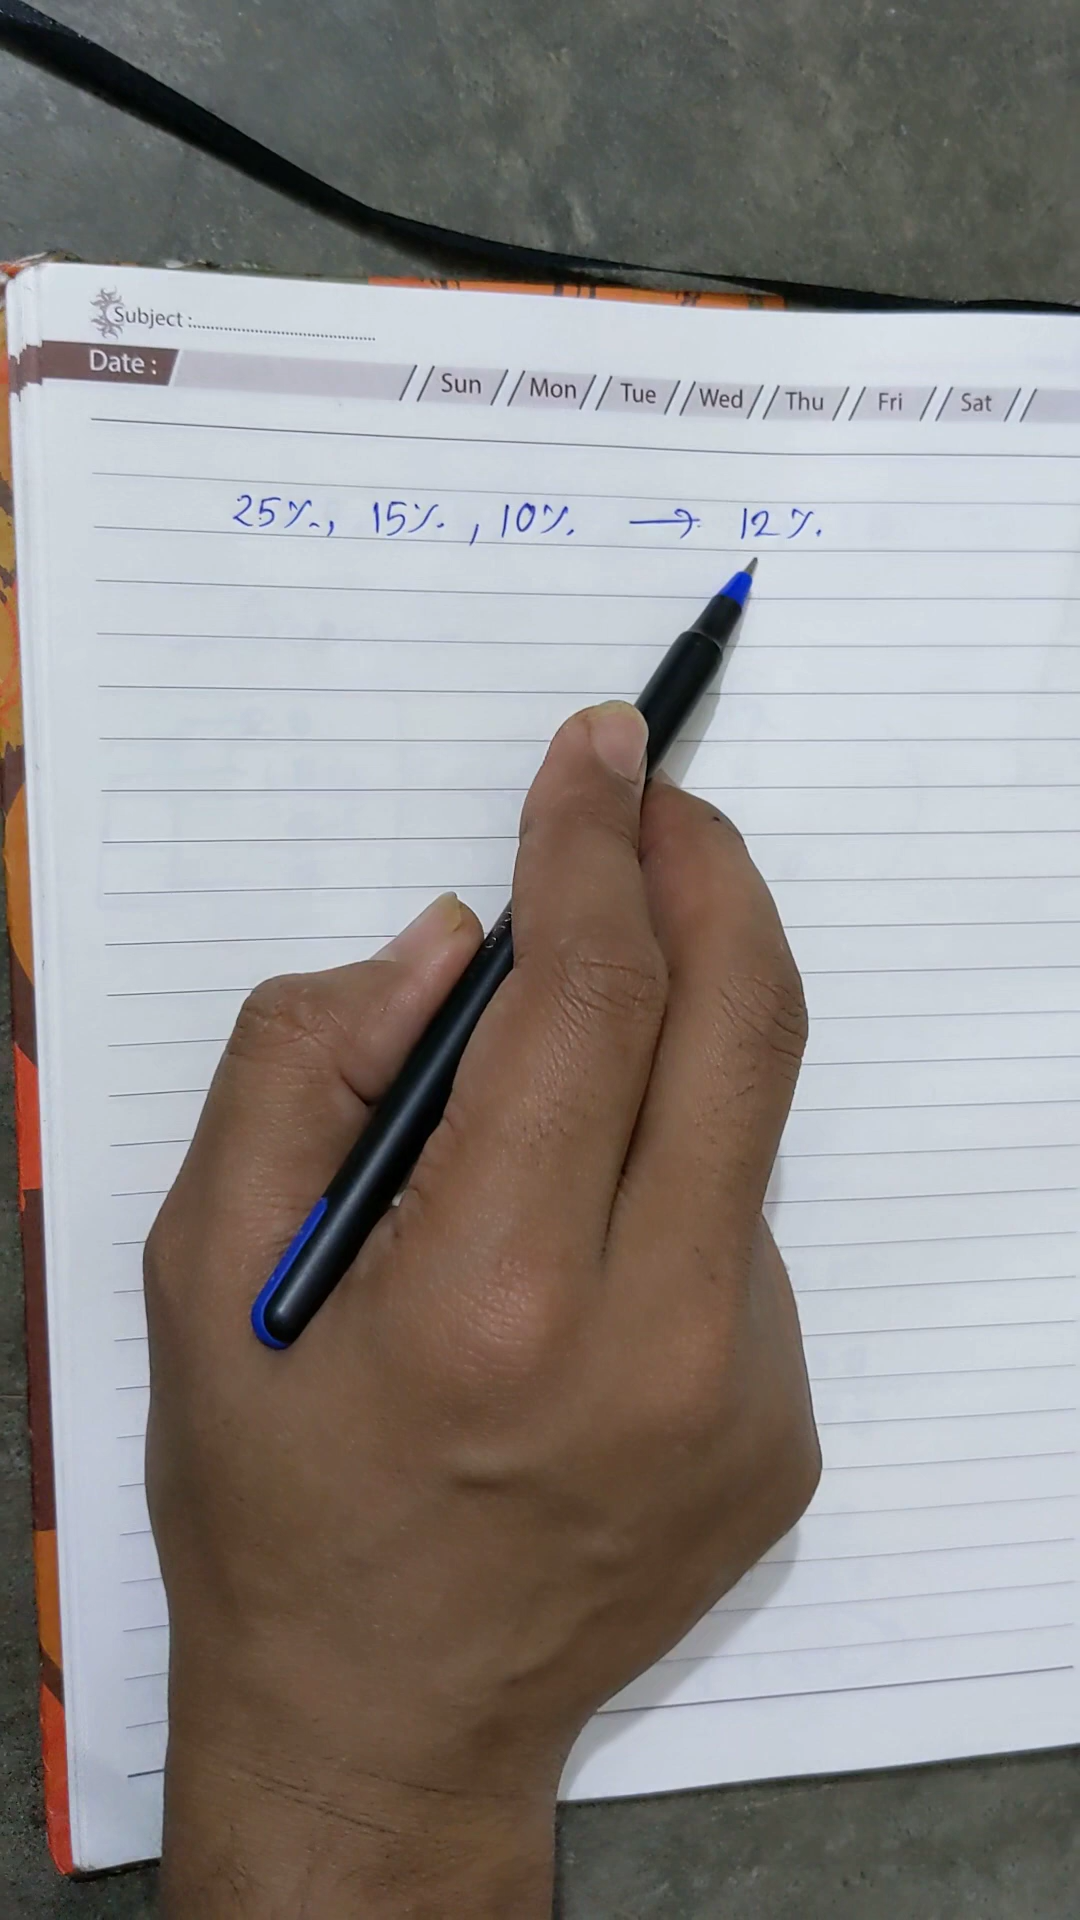 Subject :
Date : // Sun // Mon // Tue // Wed // Thu // Fri // Sat //
25%, 15%, 10% → 12%